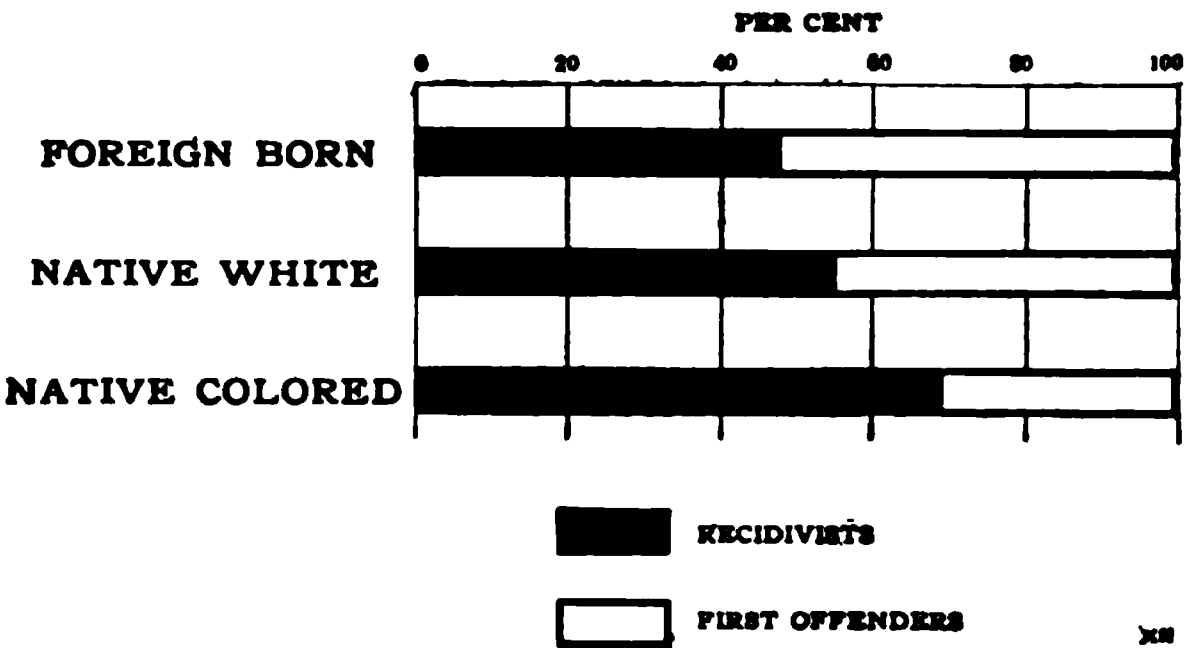 PER CENT
0 20 40 60 80 100
FOREIGN BORN
NATIVE WHITE
NATIVE COLORED
RECIDIVISTS
FIRST OFFENDERS